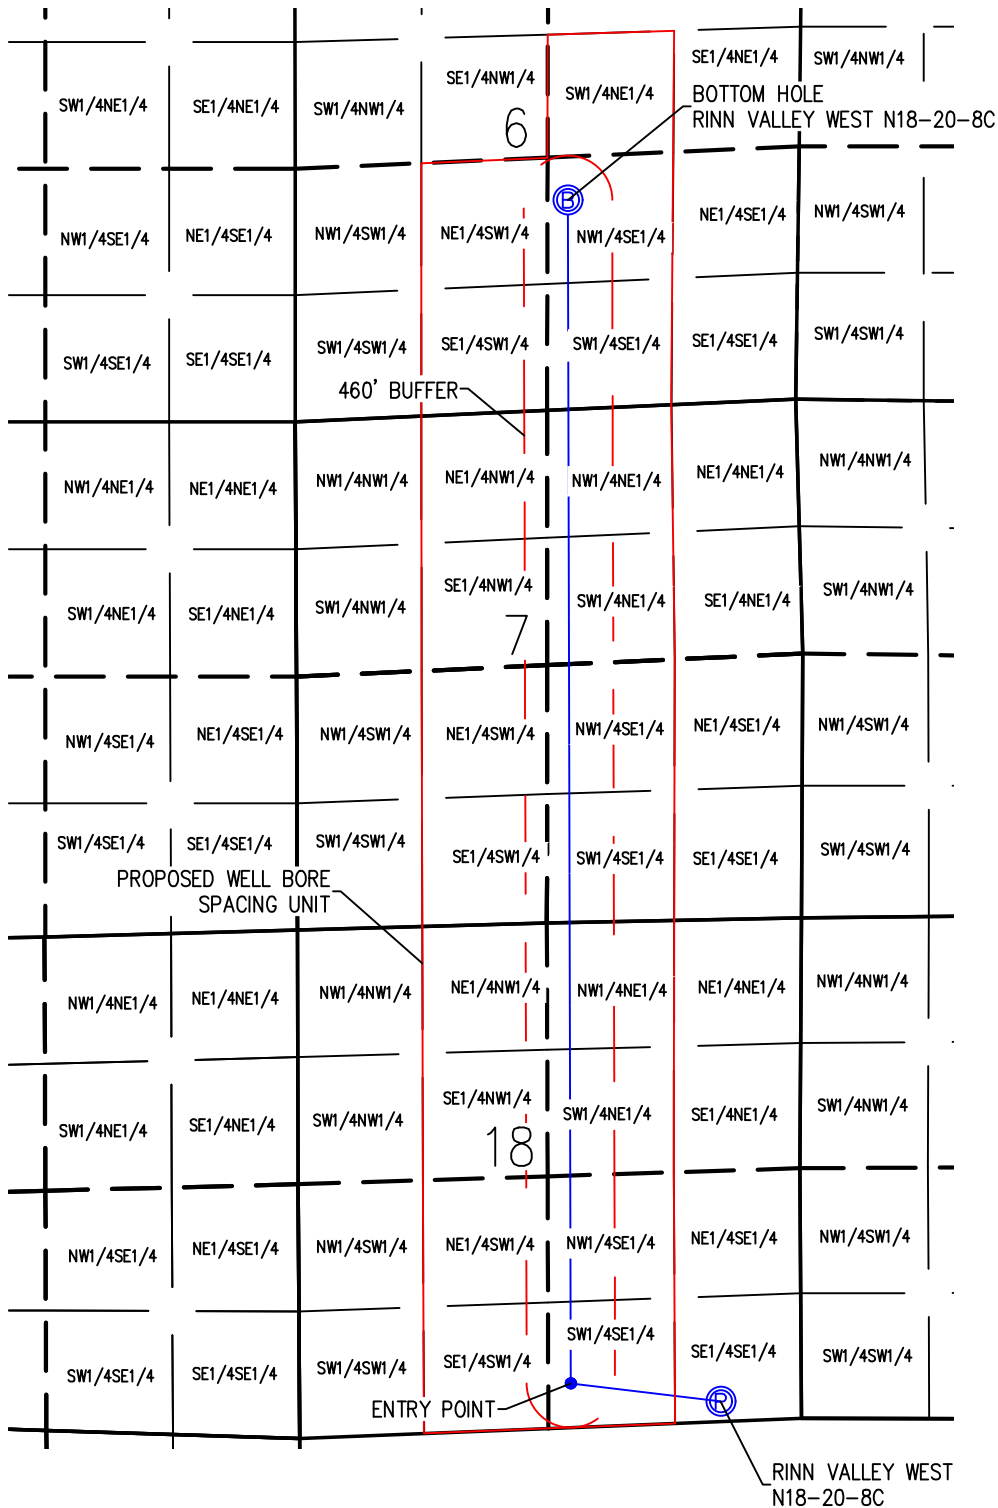 SE1/4NE1/4 SW1/4NW1/4
SE1/4NW1/4
SW1/4NE1/4 SE1/4NE1/4 SW1/4NW1/4 SW1/4NE1/4
BOTTOM HOLE
RINN VALLEY WEST N18-20-8C
6
NW1/4SE1/4 NE1/4SE1/4 NW1/4SW1/4 NE1/4SW1/4 B NW1/4SE1/4 NE1/4SE1/4 NW1/4SW1/4
SW1/4SE1/4 SE1/4SE1/4 SW1/4SW1/4 SE1/4SW1/4 SW1/4SE1/4 SE1/4SE1/4 SW1/4SW1/4
460' BUFFER
NW1/4NE1/4 NE1/4NE1/4 NW1/4NW1/4 NE1/4NW1/4 NW1/4NE1/4 NE1/4NE1/4 NW1/4NW1/4
SW1/4NE1/4 SE1/4NE1/4 SW1/4NW1/4 SE1/4NW1/4 SW1/4NE1/4 SE1/4NE1/4 SW1/4NW1/4
7
NW1/4SE1/4 NE1/4SE1/4 NW1/4SW1/4 NE1/4SW1/4 NW1/4SE1/4 NE1/4SE1/4 NW1/4SW1/4
SW1/4SE1/4 SE1/4SE1/4 SW1/4SW1/4 SE1/4SW1/4 SW1/4SE1/4 SE1/4SE1/4 SW1/4SW1/4
PROPOSED WELL BORE
SPACING UNIT
NW1/4NE1/4 NE1/4NE1/4 NW1/4NW1/4 NE1/4NW1/4 NW1/4NE1/4 NE1/4NE1/4 NW1/4NW1/4
SW1/4NE1/4 SE1/4NE1/4 SW1/4NW1/4 SE1/4NW1/4 SW1/4NE1/4 SE1/4NE1/4 SW1/4NW1/4
18
NW1/4SE1/4 NE1/4SE1/4 NW1/4SW1/4 NE1/4SW1/4 NW1/4SE1/4 NE1/4SE1/4 NW1/4SW1/4
SW1/4SE1/4 SE1/4SE1/4 SW1/4SW1/4 SE1/4SW1/4 SW1/4SE1/4 SE1/4SE1/4 SW1/4SW1/4
ENTRY POINT
P
RINN VALLEY WEST
N18-20-8C